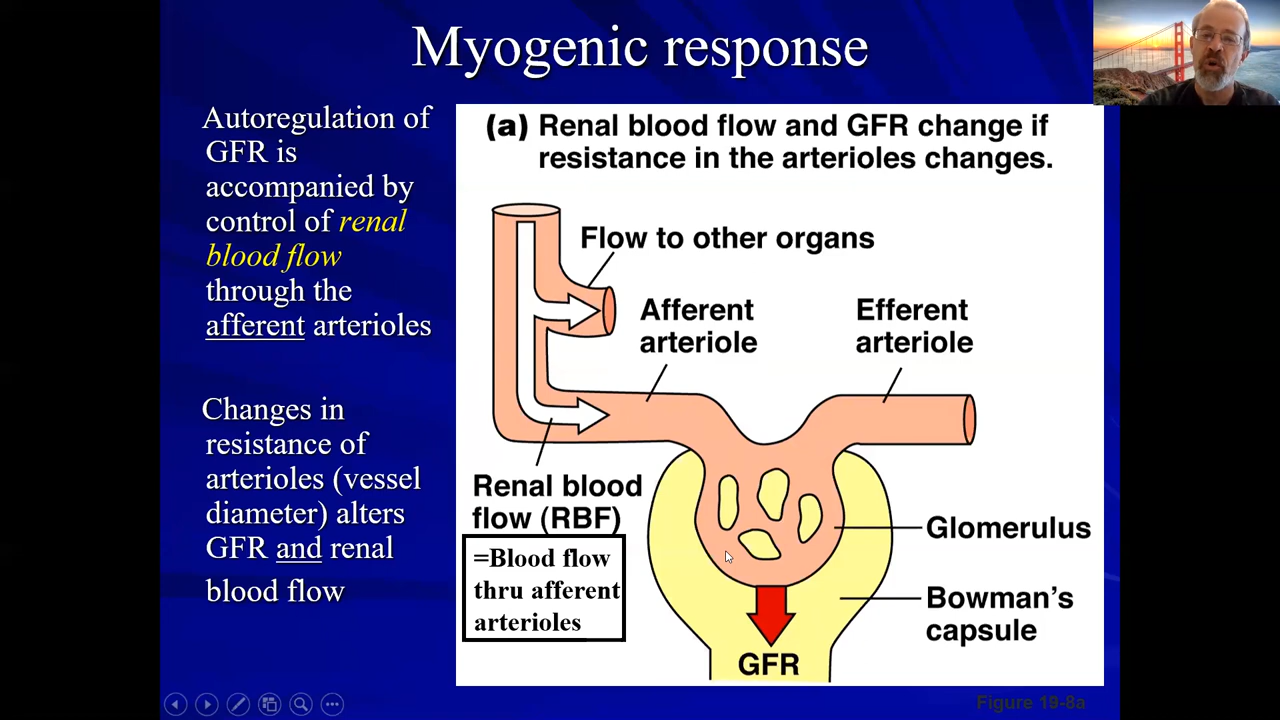 Myogenic response
Autoregulation of
GFR is
accompanied by
control of renal
blood flow
through the
afferent arterioles
Changes in
resistance of
arterioles (vessel
diameter) alters
GFR and renal
blood flow
(a) Renal blood flow and GFR change if
resistance in the arterioles changes.
Flow to other organs
Afferent
arteriole
Efferent
arteriole
Renal blood
flow (RBF)
=Blood flow
thru afferent
arterioles
Glomerulus
Bowman's
capsule
GFR
Figure 19-8a